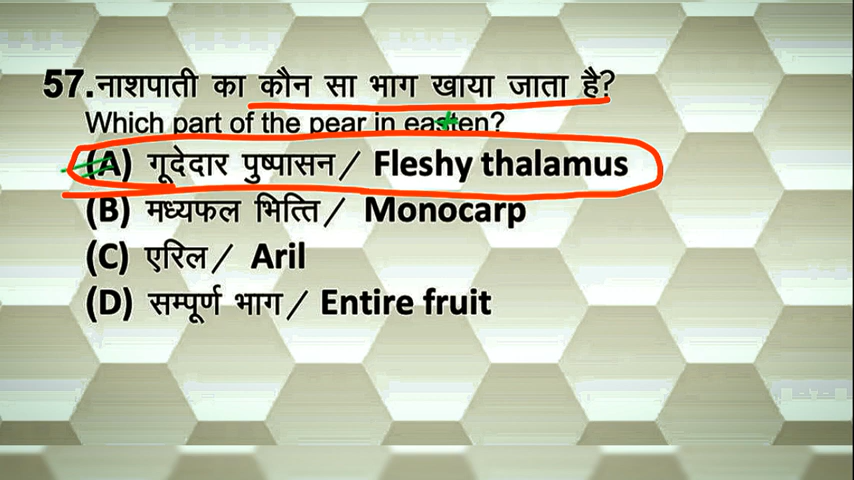 57.नाशपाती का कौन सा भाग खाया जाता है?
Which part of the pear in easten?
(A) गूदेदार पुष्पासन/ Fleshy thalamus
(B) मध्यफल भित्ति/ Monocarp
(C) एरिल/ Aril
(D) सम्पूर्ण भाग/ Entire fruit